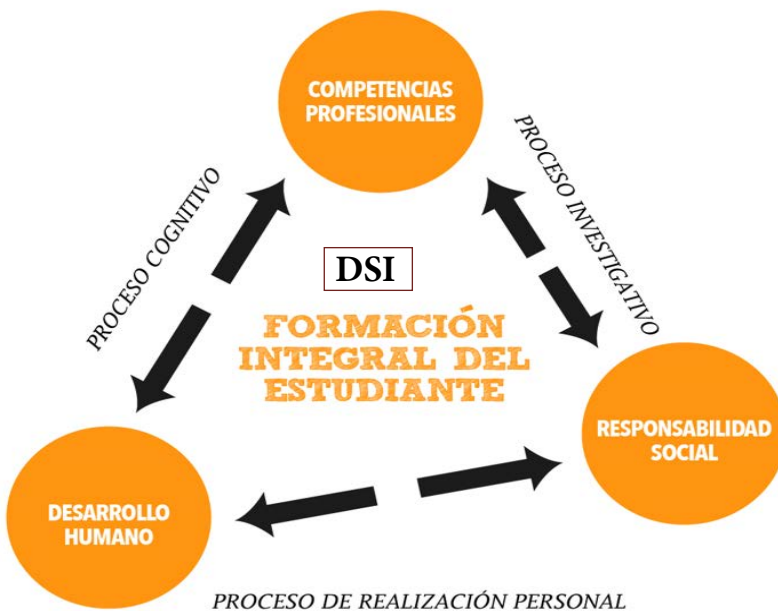 COMPETENCIAS
PROFESIONALES
PROCESO COGNITIVO
PROCESO INVESTIGATIVO
DSI
FORMACIÓN
INTEGRAL DEL
ESTUDIANTE
RESPONSABILIDAD
SOCIAL
DESARROLLO
HUMANO
PROCESO DE REALIZACIÓN PERSONAL